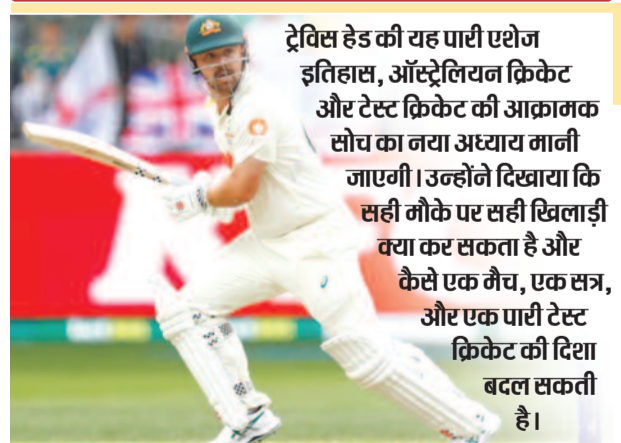 ट्रेविस हेड की यह पारी एशेज
इतिहास, ऑस्ट्रेलियन क्रिकेट
और टेस्ट क्रिकेट की आक्रामक
सोच का नया अध्याय मानी
जाएगी। उन्होंने दिखाया कि
सही मौके पर सही खिलाड़ी
क्या कर सकता है और
कैसे एक मैच, एक सत्र,
और एक पारी टेस्ट
क्रिकेट की दिशा
बदल सकती
है।